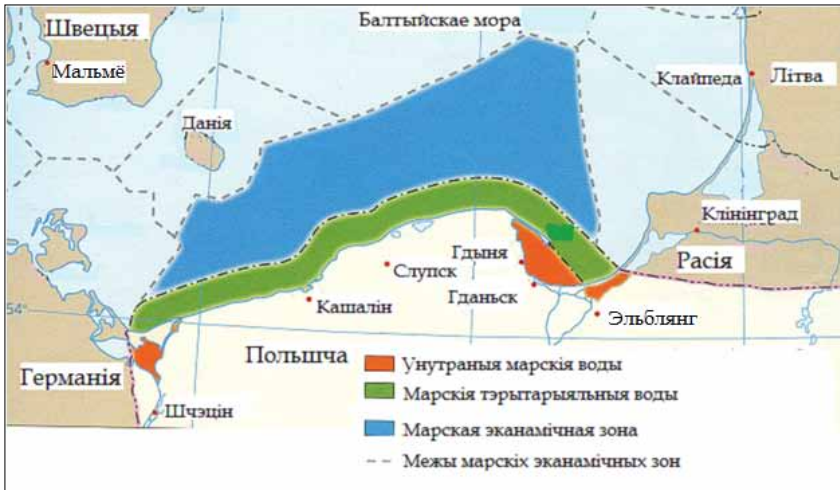 Швецыя
Балтыйскае мора
Мальмё
Клайпеда
Літва
Данія
Клінінград
Гдыня
Слупск
Расія
Гданьск
Кашалін
54°
Эльблянг
Польшча
Германія
Шчэцін
Унутраныя марскія воды
Марскія тэрытарыяльныя воды
Марская эканамічная зона
Межы марскіх эканамічных зон